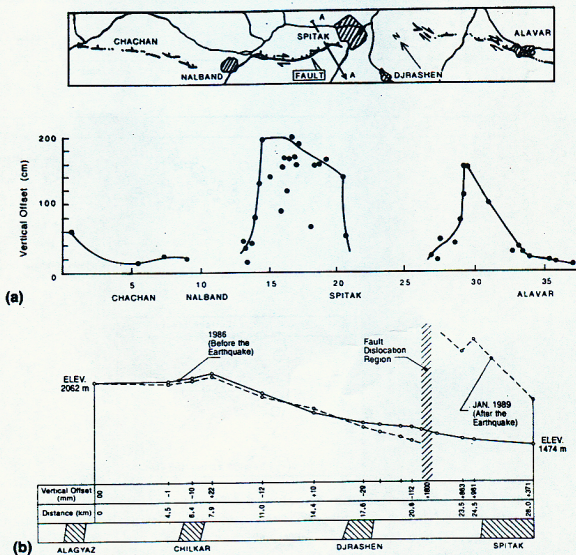 CHACHAN
NALBAND
SPITAK
FAULT
A
A
N
DJRASHEN
ALAVAR
Vertical Offset (cm)
200
100
0
5
10
15
20
25
30
35
CHACHAN NALBAND SPITAK ALAVAR
(a)
1986
(Before the
Earthquake)
Fault
Dislocation
Region
ELEV.
2062 m
JAN. 1989
(After the
Earthquake)
ELEV.
1474 m
Vertical Offset
(mm)
00 -1 -10 +22 -12 +10 -29 -112 +1600 +863 +961 +371
Distance (km)
0 4.5 6.4 7.9 11.0 14.4 17.6 20.8 23.5 24.5 28.0
ALAGYAZ CHILKAR DJRASHEN SPITAK
(b)